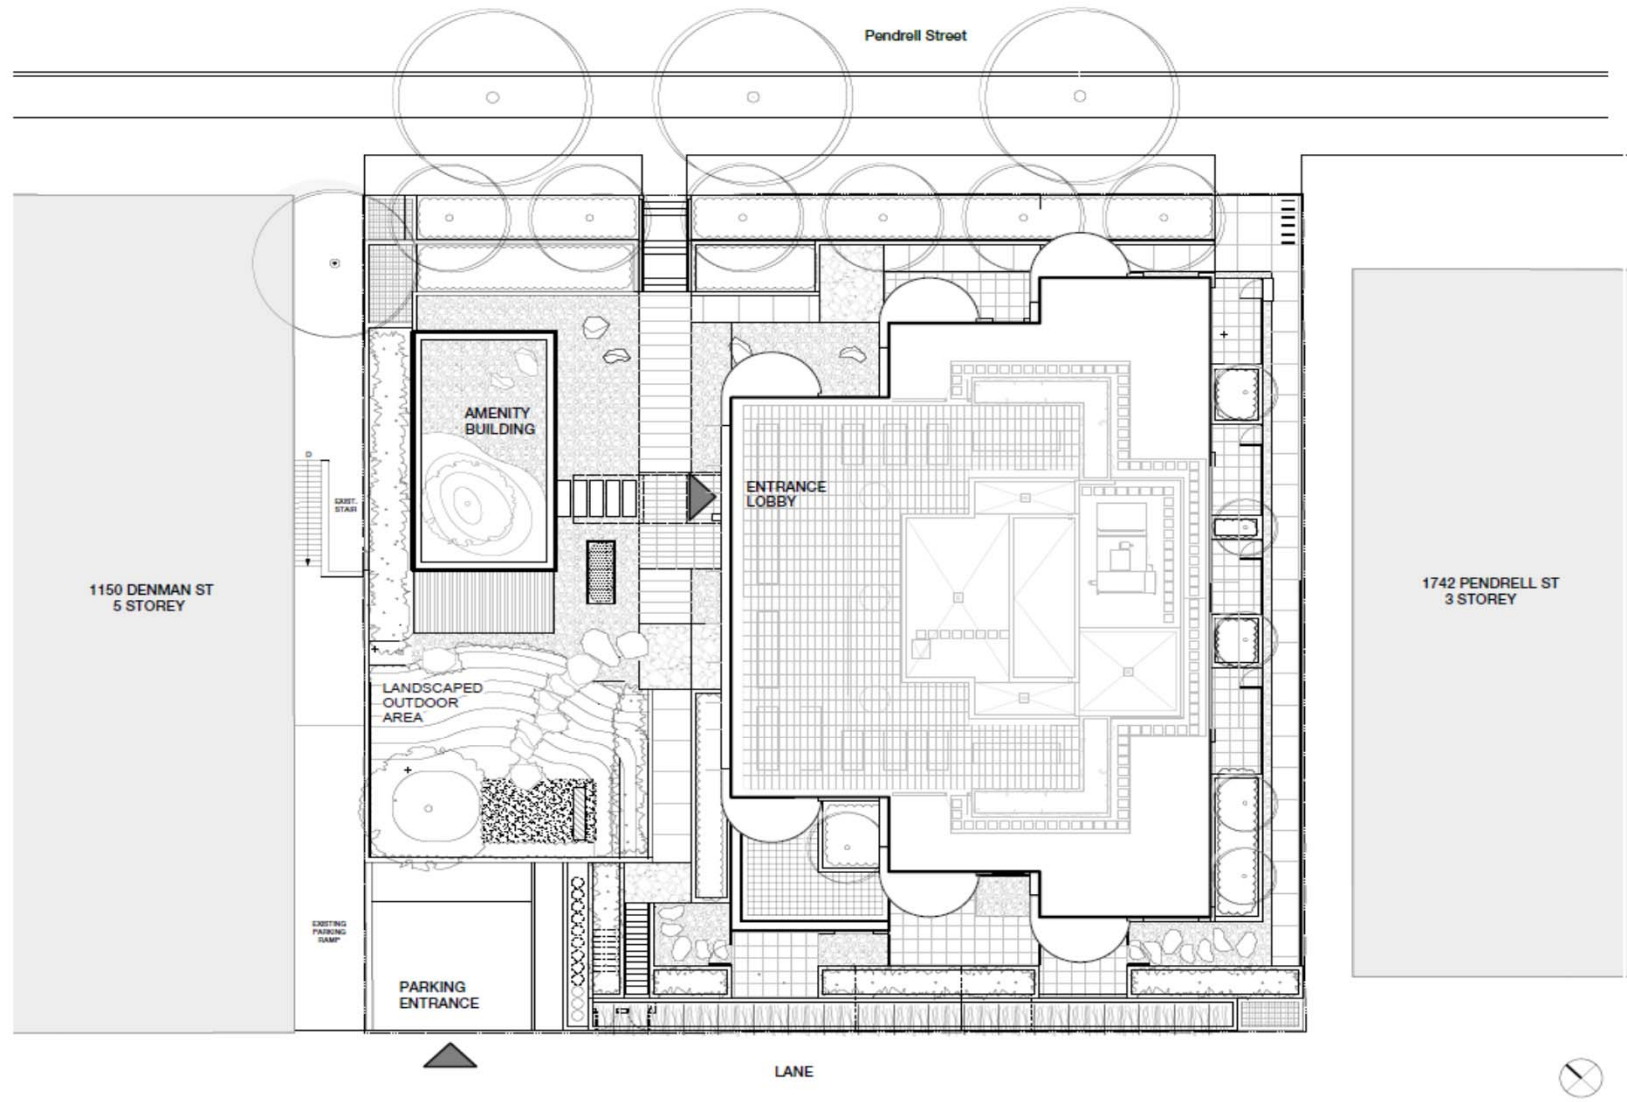 Pendrell Street
AMENITY
BUILDING
ENTRANCE
LOBBY
D
EXIST.
STAIR
1150 DENMAN ST
5 STOREY
1742 PENDRELL ST
3 STOREY
LANDSCAPED
OUTDOOR
AREA
EXISTING
PARKING
RAMP
PARKING
ENTRANCE
LANE